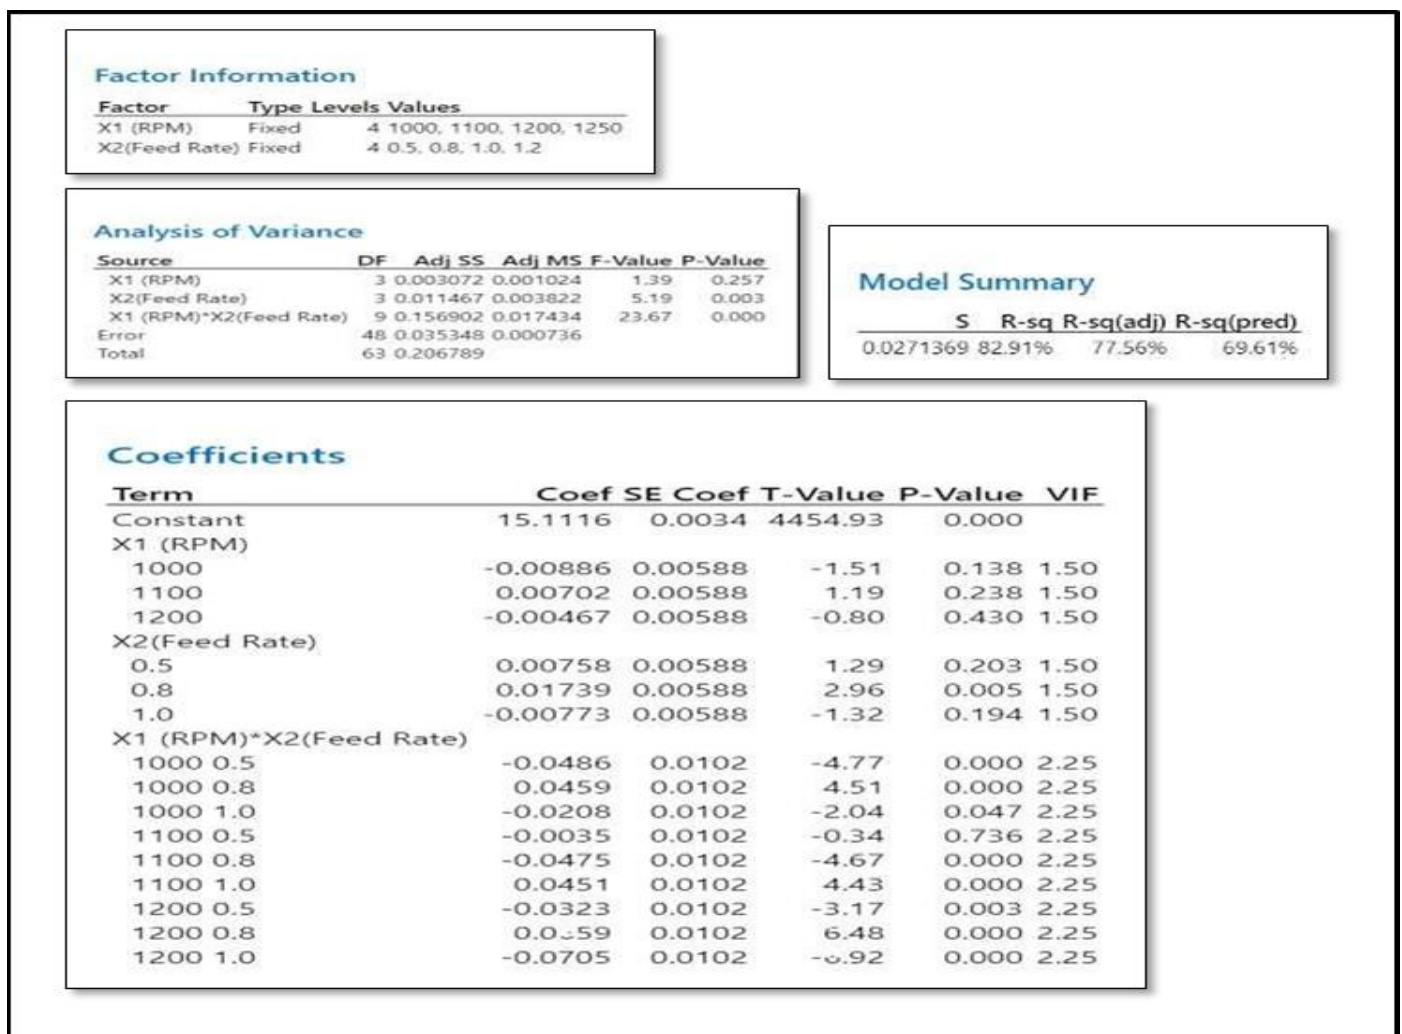 Factor Information
Factor Type Levels Values
X1 (RPM) Fixed 4 1000, 1100, 1200, 1250
X2(Feed Rate) Fixed 4 0.5, 0.8, 1.0, 1.2
Analysis of Variance
Source DF Adj SS Adj MS F-Value P-Value
X1 (RPM) 3 0.003072 0.001024 1.39 0.257
X2(Feed Rate) 3 0.011467 0.003822 5.19 0.003
X1 (RPM)*X2(Feed Rate) 9 0.156902 0.017434 23.67 0.000
Error 48 0.035348 0.000736
Total 63 0.206789
Model Summary
S R-sq R-sq(adj) R-sq(pred)
0.0271369 82.91% 77.56% 69.61%
Coefficients
Term Coef SE Coef T-Value P-Value VIF
Constant 15.1116 0.0034 4454.93 0.000
X1 (RPM)
1000 -0.00886 0.00588 -1.51 0.138 1.50
1100 0.00702 0.00588 1.19 0.238 1.50
1200 -0.00467 0.00588 -0.80 0.430 1.50
X2(Feed Rate)
0.5 0.00758 0.00588 1.29 0.203 1.50
0.8 0.01739 0.00588 2.96 0.005 1.50
1.0 -0.00773 0.00588 -1.32 0.194 1.50
X1 (RPM)*X2(Feed Rate)
1000 0.5 -0.0486 0.0102 -4.77 0.000 2.25
1000 0.8 0.0459 0.0102 4.51 0.000 2.25
1000 1.0 -0.0208 0.0102 -2.04 0.047 2.25
1100 0.5 -0.0035 0.0102 -0.34 0.736 2.25
1100 0.8 -0.0475 0.0102 -4.67 0.000 2.25
1100 1.0 0.0451 0.0102 4.43 0.000 2.25
1200 0.5 -0.0323 0.0102 -3.17 0.003 2.25
1200 0.8 0.0102 6.48 0.000 2.25
1200 1.0 -0.0705 0.0102 0.000 2.25